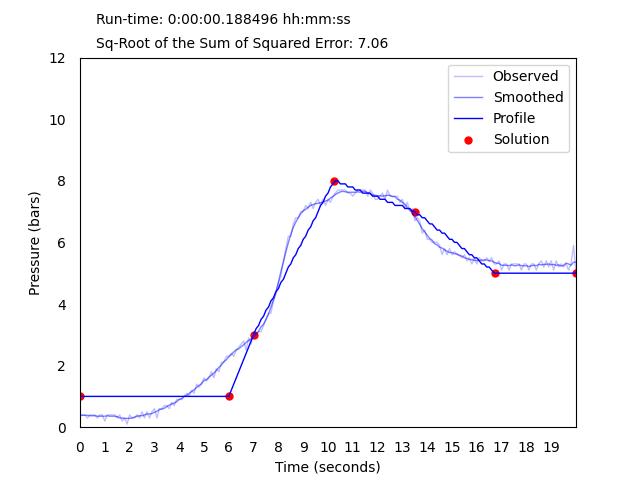 Run-time: 0:00:00.188496 hh:mm:ss
Sq-Root of the Sum of Squared Error: 7.06
12
10
8
6
4
2
0
Pressure (bars)
Observed
Smoothed
Profile
Solution
0 1 2 3 4 5 6 7 8 9 10 11 12 13 14 15 16 17 18 19
Time (seconds)